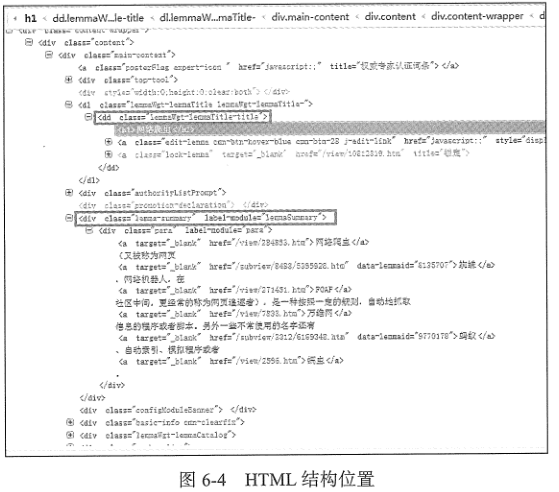 h1 < dd.lemmaW...le-title < dl.lemmaW...maTitle- < div.main-content < div.content < div.content-wrapper < d
<div class="content-wrapper">
<div class="content">
<div class="main-content">
<a class="posterFlag expert-icon " href="javascript:;" title="权威专家认证词条"></a>
<div class="top-tool">
<div style="width:0;height:0;clear:both"> </div>
<dl class="lemmaWgt-lemmaTitle lemmaWgt-lemmaTitle-">
<dd class="lemmaWgt-lemmaTitle-title">
<h1>网络爬虫</h1>
<a class="edit-lemma cmn-btn-hover-blue cmn-btn-28 j-edit-link" href="javascript:;" style="displ
<a class="lock-lemma" target="_blank" href="/view/10812319.htm" title="锁定">
</dd>
</dl>
<div class="authorityListPrompt">
<div class="promotion-declaration"> </div>
<div class="lemma-summary" label-module="lemmaSummary">
<div class="para" label-module="para">
<a target="_blank" href="/view/284853.htm">网络爬虫</a>
（又被称为网页
<a target="_blank" href="/subview/8488/5395928.htm" data-lemmaid="8135707">蜘蛛</a>
，网络机器人，在
<a target="_blank" href="/view/271451.htm">FOAF</a>
社区中间，更经常的称为网页追逐者），是一种按照一定的规则，自动地抓取
<a target="_blank" href="/view/7833.htm">万维网</a>
信息的程序或者脚本。另外一些不常使用的名字还有
<a target="_blank" href="/subview/3312/6169348.htm" data-lemmaid="9770178">蚂蚁</a>
、自动索引、模拟程序或者
<a target="_blank" href="/view/2596.htm">蠕虫</a>
。
</div>
</div>
<div class="configModuleBanner"> </div>
<div class="basic-info cmn-clearfix">
<div class="lemmaWgt-lemmaCatalog">
图 6-4 HTML 结构位置